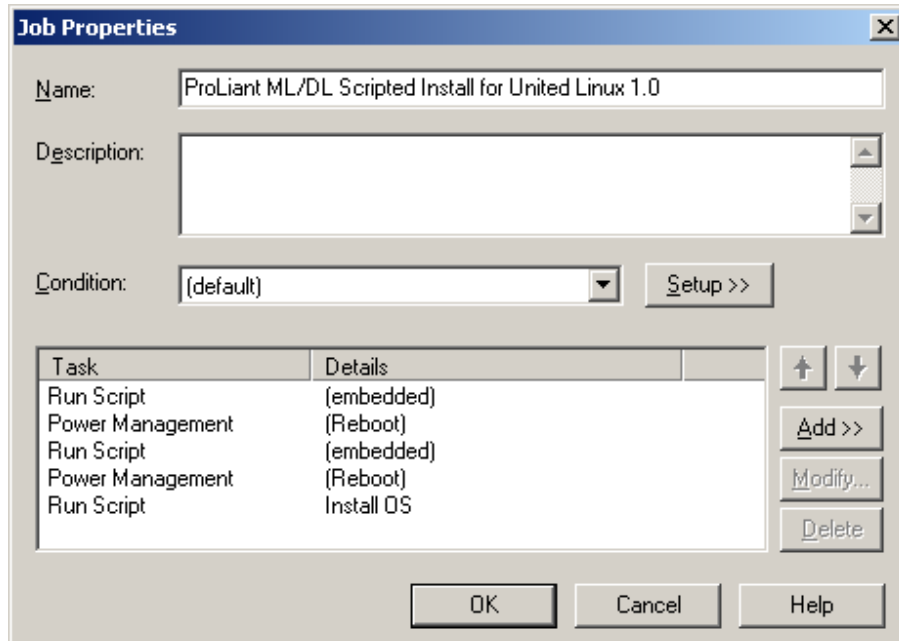 Job Properties
Name: ProLiant ML/DL Scripted Install for United Linux 1.0
Description:
Condition: (default) Setup >>
Task Details
Run Script (embedded)
Power Management (Reboot)
Run Script (embedded)
Power Management (Reboot)
Run Script Install OS
Add >>
Modify...
Delete
OK Cancel Help